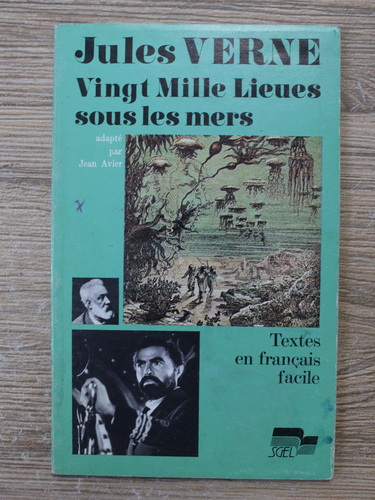 Jules VERNE
Vingt Mille Lieues
sous les mers
adapté
par
Jean Avier
Textes
en français
facile
SGEL